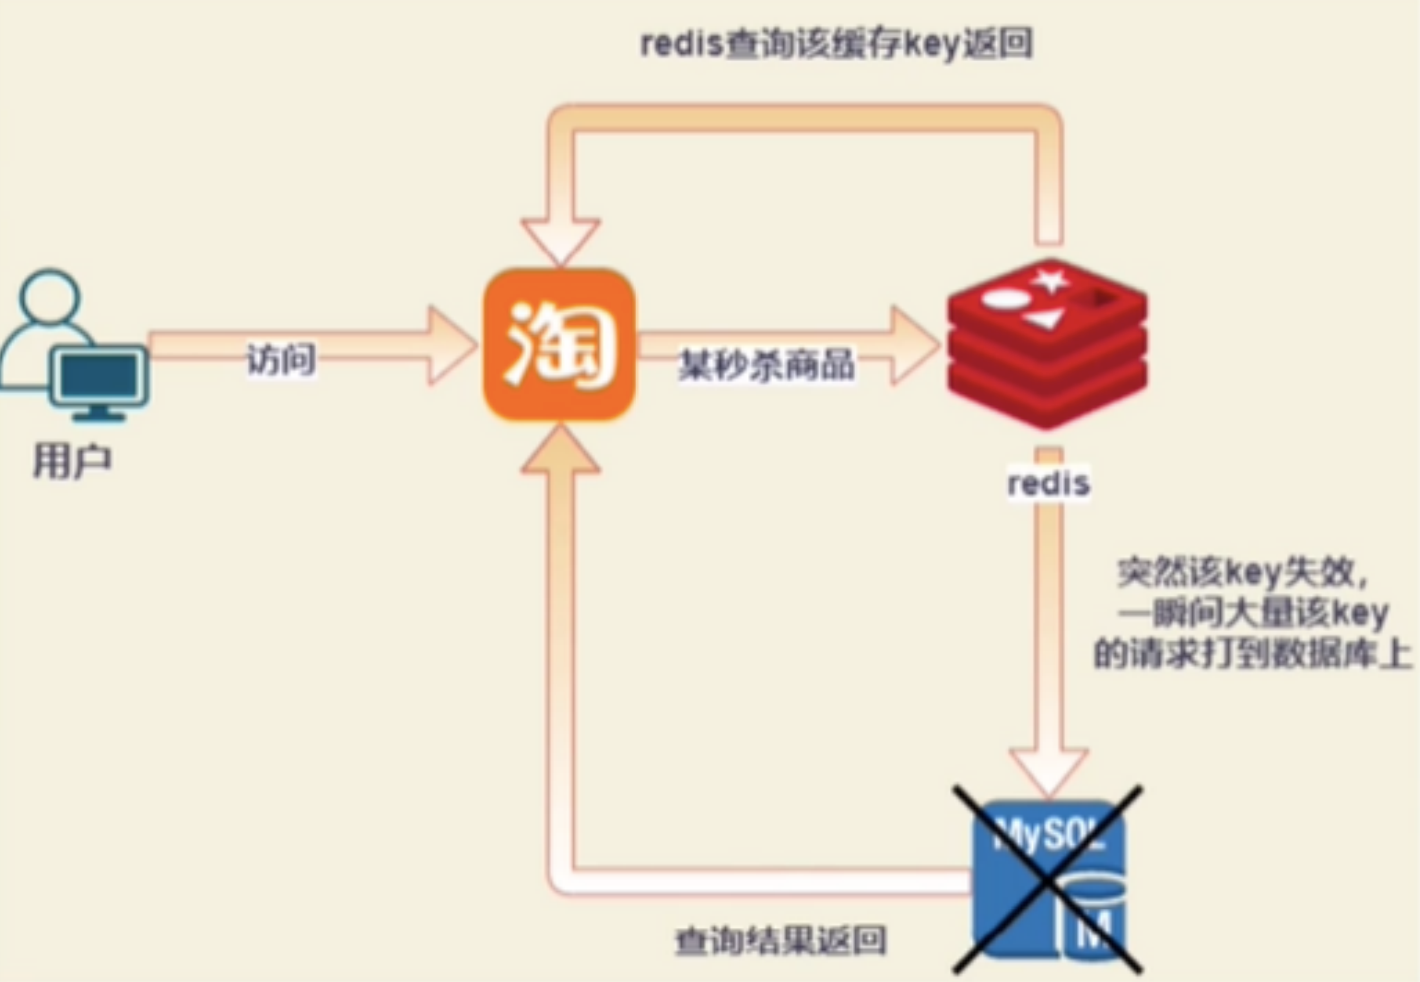 redis查询该缓存key返回
淘
访问
某秒杀商品
用户
redis
突然该key失效，
一瞬间大量该key
的请求打到数据库上
MySQL
M
查询结果返回